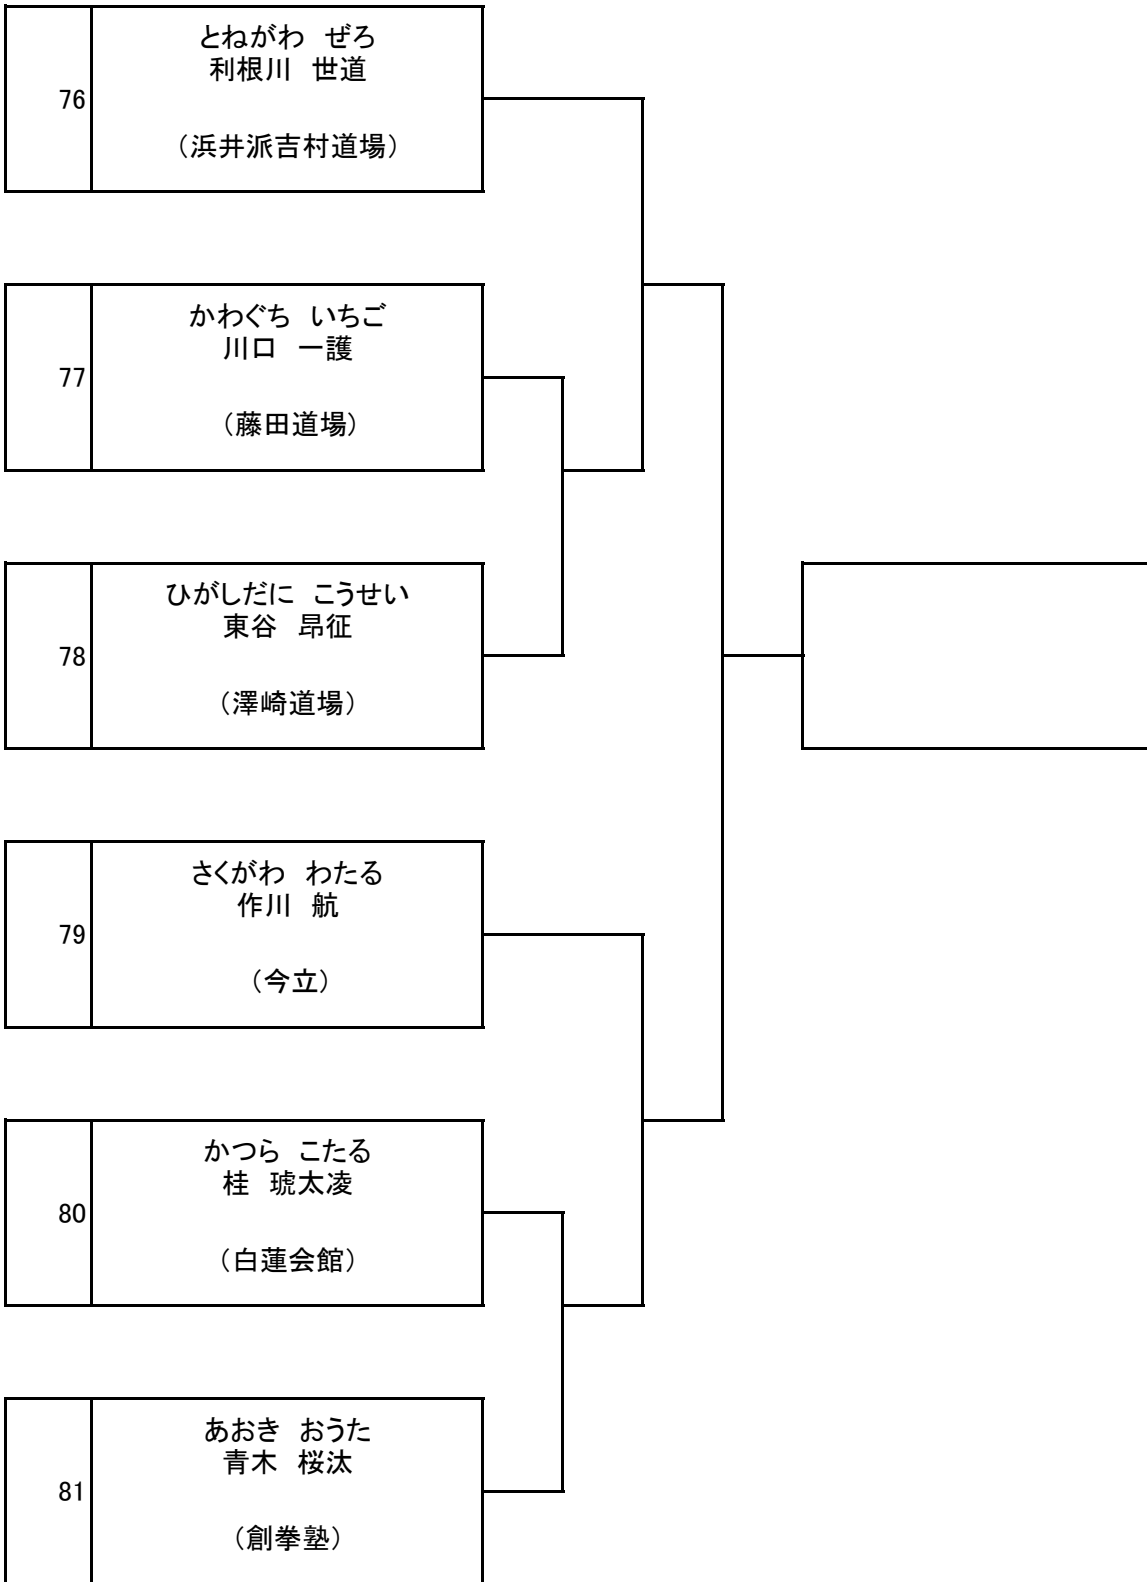 とねがわ　ぜろ
利根川　世道
76
（浜井派吉村道場）
かわぐち　いちご
川口　一護
77
（藤田道場）
ひがしだに　こうせい
東谷　昂征
78
（澤崎道場）
さくがわ　わたる
作川　航
79
（今立）
かつら　こたる
桂　琥太凌
80
（白蓮会館）
あおき　おうた
青木　桜汰
81
（創拳塾）